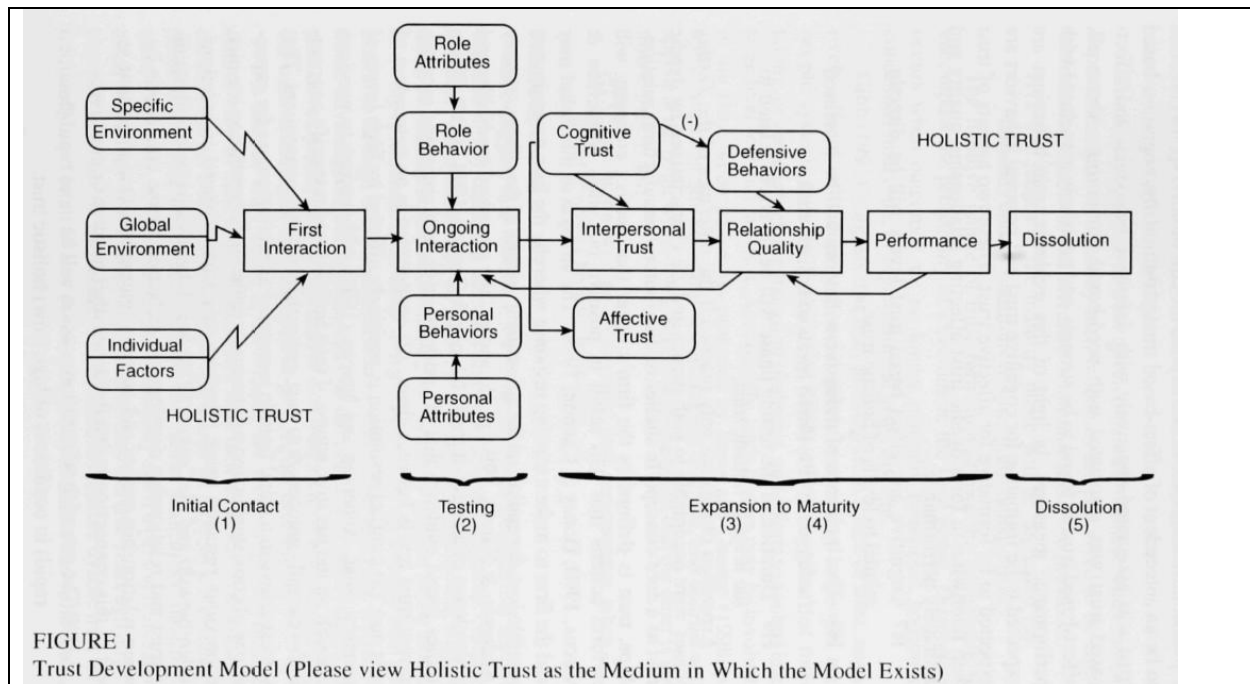 Role
Attributes
Specific
Environment
Role
Behavior
Cognitive
Trust
(-)
Defensive
Behaviors
HOLISTIC TRUST
Global
Environment
First
Interaction
Ongoing
Interaction
Interpersonal
Trust
Relationship
Quality
Performance
Dissolution
Individual
Factors
Personal
Behaviors
Affective
Trust
HOLISTIC TRUST
Personal
Attributes
Initial Contact
(1)
Testing
(2)
Expansion to Maturity
(3)
(4)
Dissolution
(5)
FIGURE 1
Trust Development Model (Please view Holistic Trust as the Medium in Which the Model Exists)